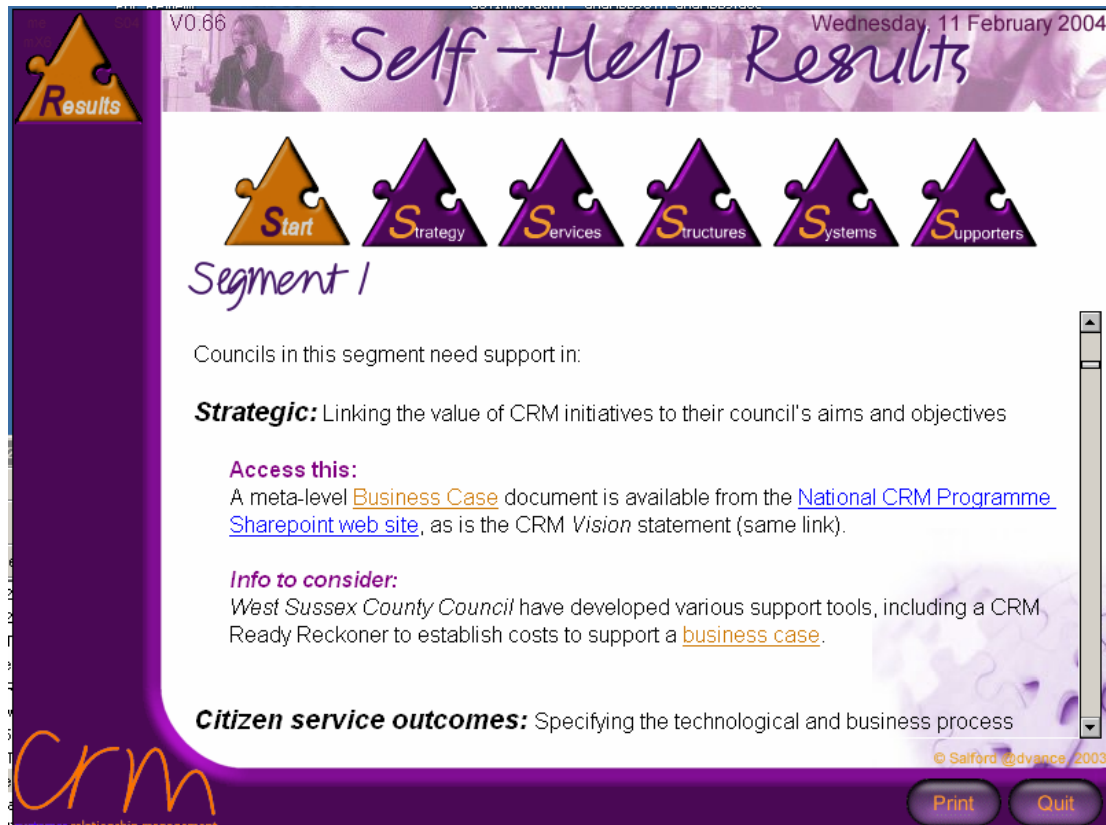 V0.66
Wednesday, 11 February 2004
Self-Help Results
Results
Start
Strategy
Services
Structures
Systems
Supporters
Segment 1
Councils in this segment need support in:
Strategic: Linking the value of CRM initiatives to their council's aims and objectives
Access this:
A meta-level Business Case document is available from the National CRM Programme
Sharepoint web site, as is the CRM Vision statement (same link).
Info to consider:
West Sussex County Council have developed various support tools, including a CRM
Ready Reckoner to establish costs to support a business case.
Citizen service outcomes: Specifying the technological and business process
© Salford @dvance, 2003
crm
Print
Quit